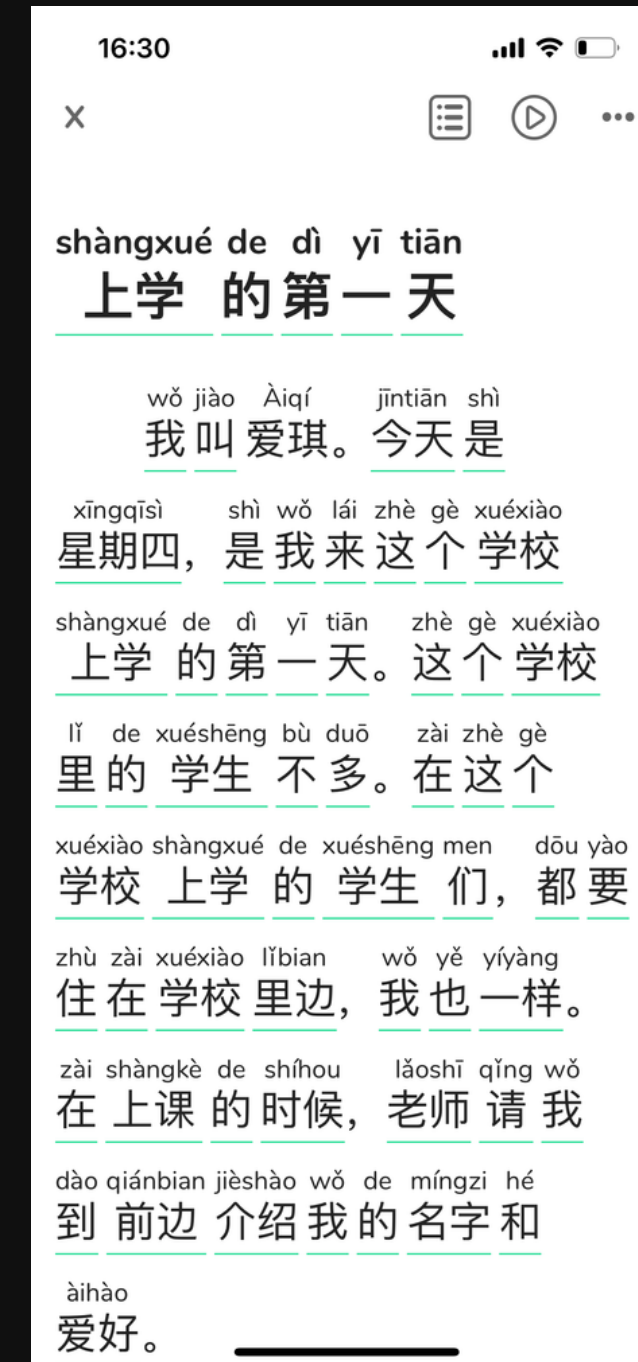 16:30
shàngxué de dì yī tiān
上学 的 第 一 天
wǒ jiào Àiqí jīntiān shì
我 叫 爱琪。今天 是
xīngqīsì shì wǒ lái zhè gè xuéxiào
星期四，是 我 来 这 个 学校
shàngxué de dì yī tiān zhè gè xuéxiào
上学 的 第 一 天。这 个 学校
lǐ de xuéshēng bù duō zài zhè gè
里 的 学生 不 多。在 这 个
xuéxiào shàngxué de xuéshēng men dōu yào
学校 上学 的 学生 们，都 要
zhù zài xuéxiào lǐbian wǒ yě yíyàng
住 在 学校 里边，我 也 一样。
zài shàngkè de shíhou lǎoshī qǐng wǒ
在 上课 的 时候，老师 请 我
dào qiánbian jièshào wǒ de míngzi hé
到 前边 介绍 我 的 名字 和
àihào
爱好。